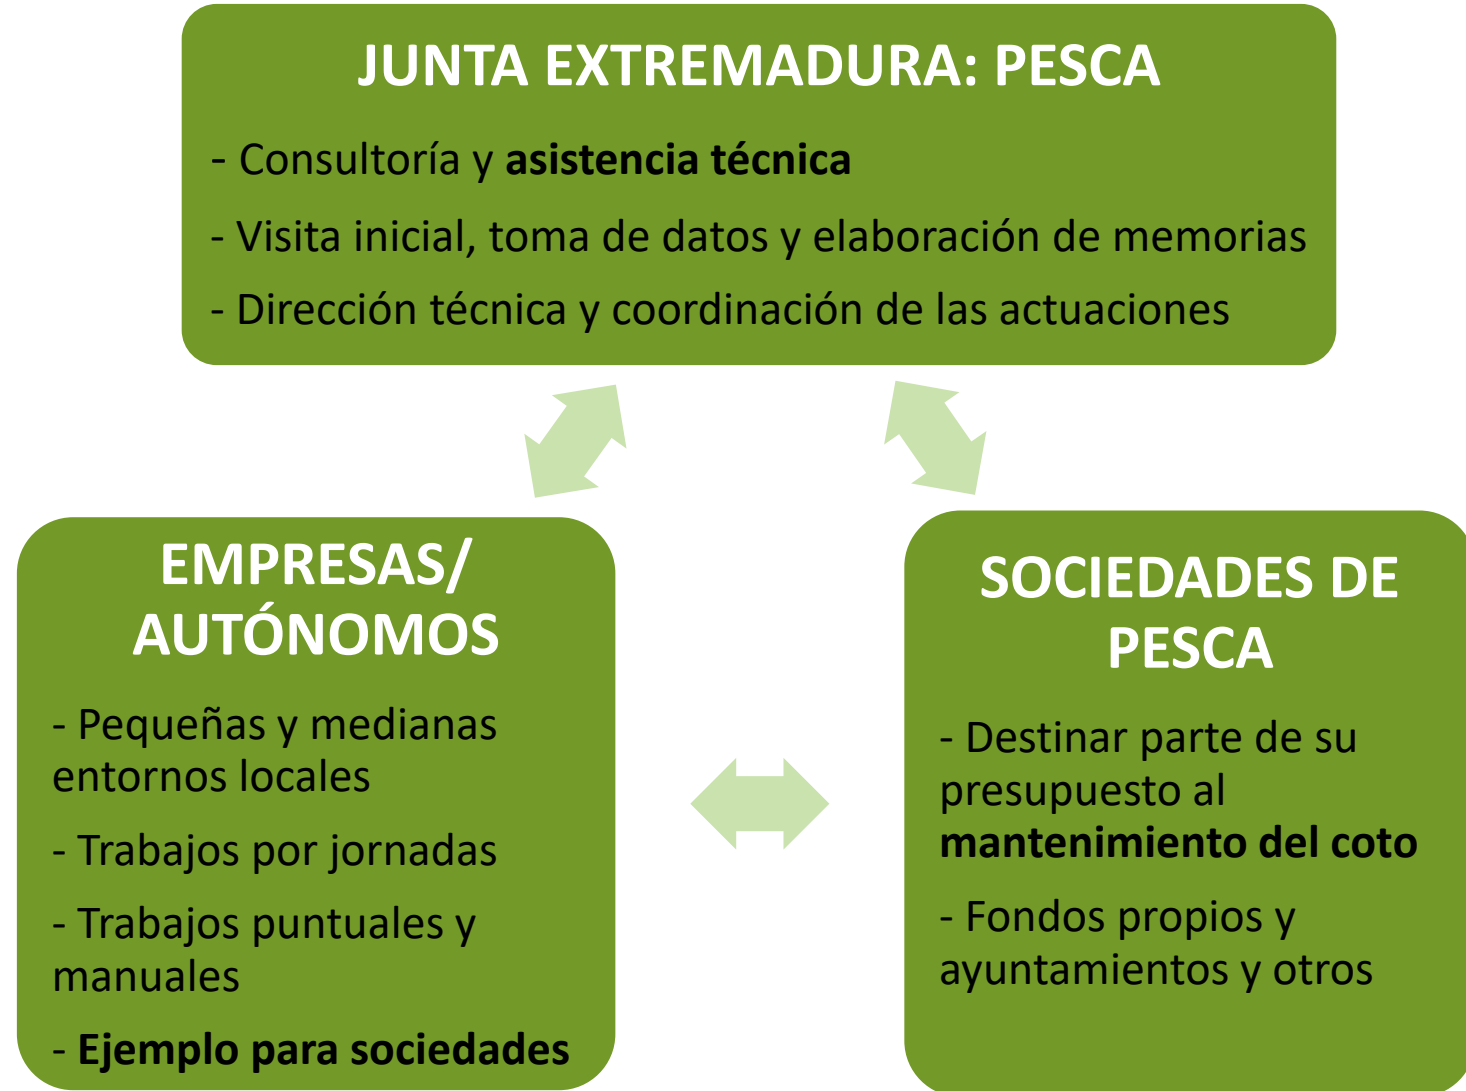 JUNTA EXTREMADURA: PESCA
- Consultoría y asistencia técnica
- Visita inicial, toma de datos y elaboración de memorias
- Dirección técnica y coordinación de las actuaciones
EMPRESAS/
AUTÓNOMOS
- Pequeñas y medianas
entornos locales
- Trabajos por jornadas
- Trabajos puntuales y
manuales
- Ejemplo para sociedades
SOCIEDADES DE
PESCA
- Destinar parte de su
presupuesto al
mantenimiento del coto
- Fondos propios y
ayuntamientos y otros